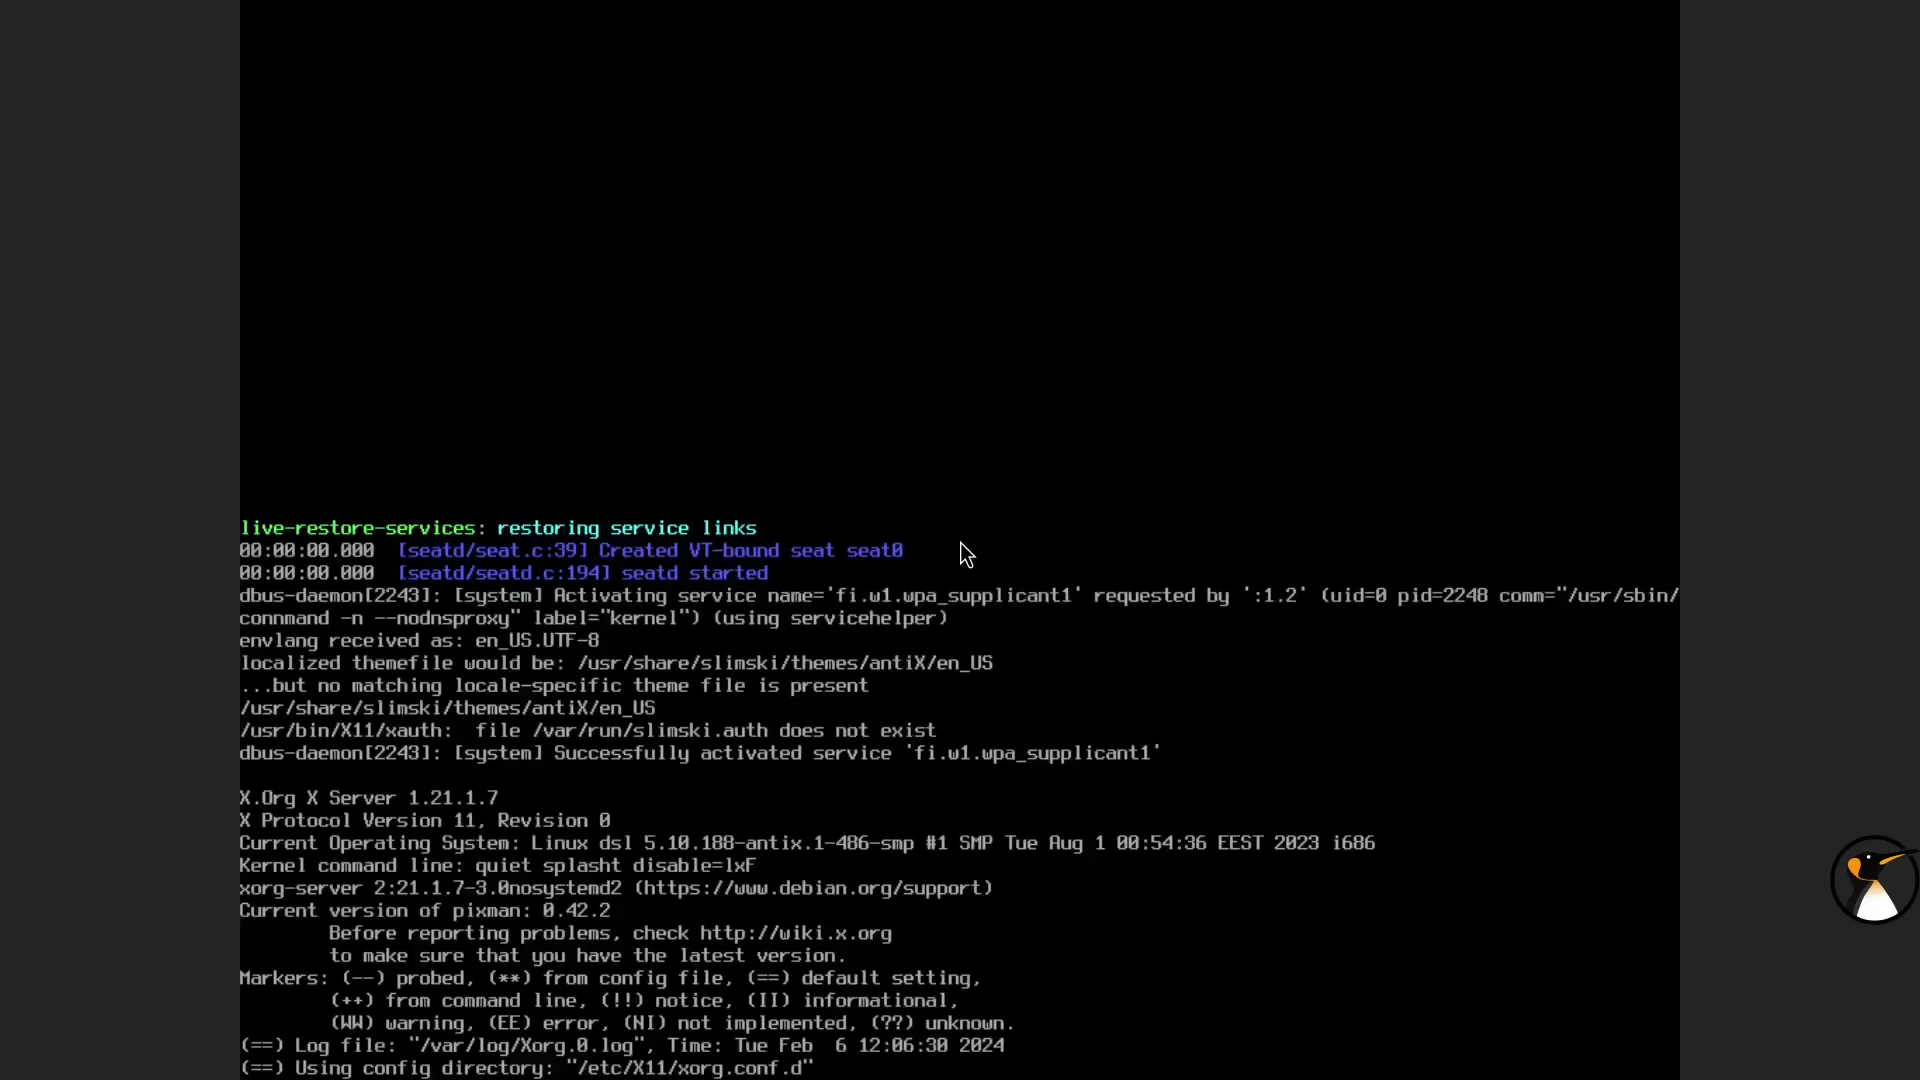 live-restore-services: restoring service links
00:00:00.000  [seatd/seat.c:39] Created VT-bound seat seat0
00:00:00.000  [seatd/seatd.c:194] seatd started
dbus-daemon[2243]: [system] Activating service name='fi.w1.wpa_supplicant1' requested by ':1.2' (uid=0 pid=2248 comm="/usr/sbin/
connmand -n --nodnsproxy" label="kernel") (using servicehelper)
envlang received as: en_US.UTF-8
localized themefile would be: /usr/share/slimski/themes/antiX/en_US
...but no matching locale-specific theme file is present
/usr/share/slimski/themes/antiX/en_US
/usr/bin/X11/xauth:  file /var/run/slimski.auth does not exist
dbus-daemon[2243]: [system] Successfully activated service 'fi.w1.wpa_supplicant1'
X.Org X Server 1.21.1.7
X Protocol Version 11, Revision 0
Current Operating System: Linux dsl 5.10.188-antix.1-486-smp #1 SMP Tue Aug 1 00:54:36 EEST 2023 i686
Kernel command line: quiet splasht disable=lxF
xorg-server 2:21.1.7-3.0nosystemd2 (https://www.debian.org/support)
Current version of pixman: 0.42.2
Before reporting problems, check http://wiki.x.org
to make sure that you have the latest version.
Markers: (--) probed, (**) from config file, (==) default setting,
(++) from command line, (!!) notice, (II) informational,
(WW) warning, (EE) error, (NI) not implemented, (??) unknown.
(==) Log file: "/var/log/Xorg.0.log", Time: Tue Feb  6 12:06:30 2024
(==) Using config directory: "/etc/X11/xorg.conf.d"